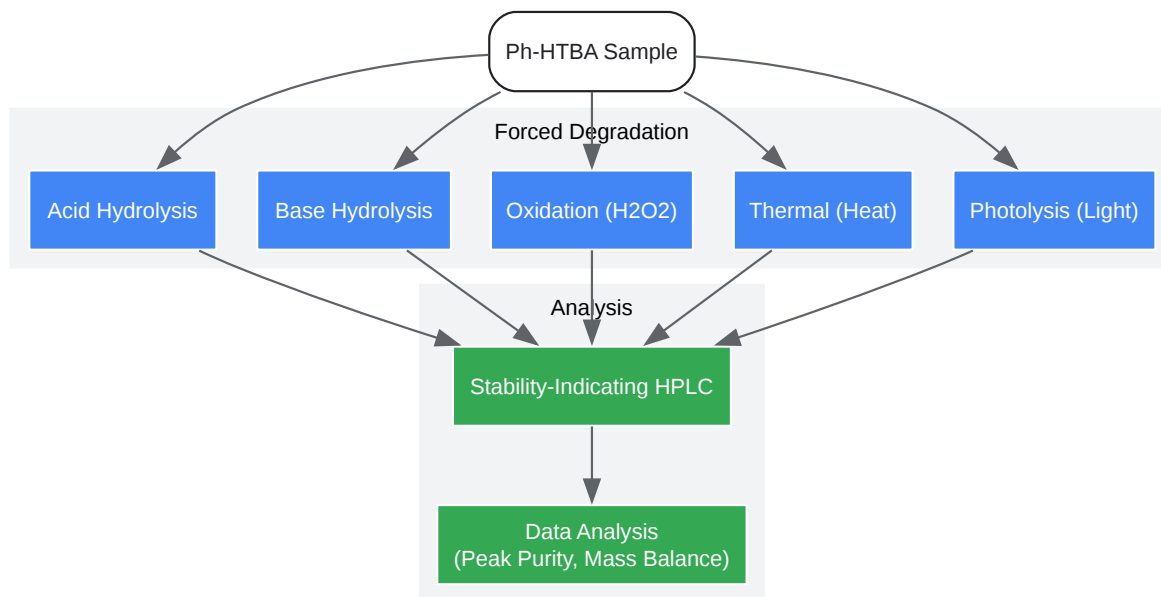 Ph-HTBA Sample
Forced Degradation
Acid Hydrolysis
Base Hydrolysis
Oxidation (H2O2)
Thermal (Heat)
Photolysis (Light)
Analysis
Stability-Indicating HPLC
Data Analysis
(Peak Purity, Mass Balance)